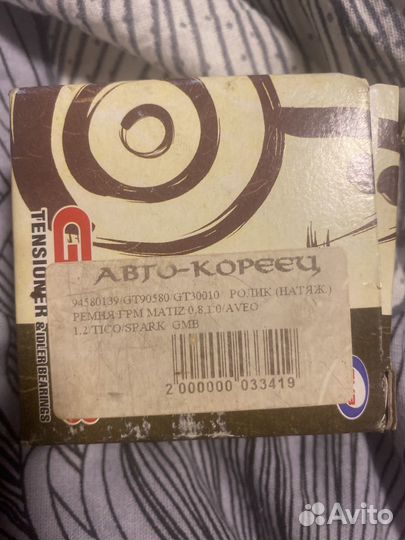 TENSIONER
& IDLER BEARINGS
АВТО-КОРЕЕЦ
94580139/GT90580/GT30010 РОЛИК (НАТЯЖ.)
РЕМНЯ ГРМ MATIZ 0,8,1.0/AVEO
1.2 TICO/SPARK GMB
2 000000 033419
Avito